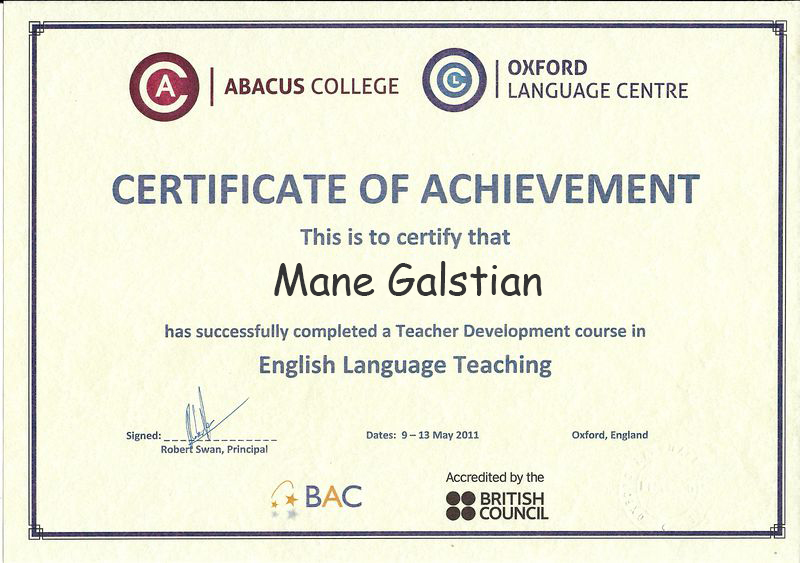 A
ABACUS COLLEGE
CL
OXFORD
LANGUAGE CENTRE
CERTIFICATE OF ACHIEVEMENT
This is to certify that
Mane Galstian
has successfully completed a Teacher Development course in
English Language Teaching
Signed:
Robert Swan, Principal
Dates: 9 – 13 May 2011
Oxford, England
BAC
Accredited by the
BRITISH
COUNCIL